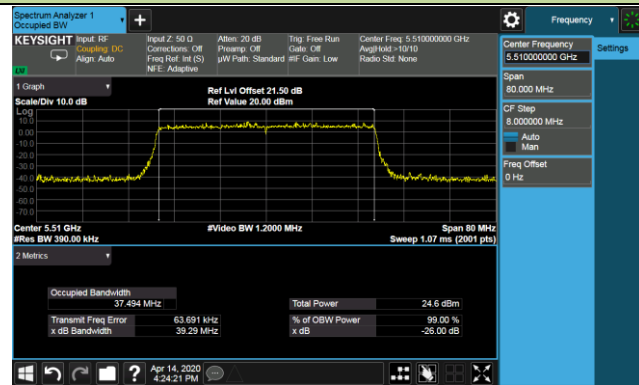 Spectrum Analyzer 1
Occupied BW
Frequency
KEYSIGHT
Input: RF
Coupling: DC
Align: Auto
Input Z: 50 Ω
Corrections: Off
Freq Ref: Int (S)
NFE: Adaptive
Atten: 20 dB
Preamp: Off
µW Path: Standard
Trig: Free Run
Gate: Off
#IF Gain: Low
Center Freq: 5.510000000 GHz
Avg|Hold:>10/10
Radio Std: None
Center Frequency
5.510000000 GHz
Settings
Span
80.000 MHz
CF Step
8.000000 MHz
Auto
Man
Freq Offset
0 Hz
1 Graph
Scale/Div 10.0 dB
Ref Lvl Offset 21.50 dB
Ref Value 20.00 dBm
Log
10.0
0.00
-10.0
-20.0
-30.0
-40.0
-50.0
-60.0
-70.0
Center 5.51 GHz
#Video BW 1.2000 MHz
Span 80 MHz
#Res BW 390.00 kHz
Sweep 1.07 ms (2001 pts)
2 Metrics
Occupied Bandwidth
37.494 MHz
Total Power 24.6 dBm
Transmit Freq Error 63.691 kHz
% of OBW Power 99.00 %
x dB Bandwidth 39.29 MHz
x dB -26.00 dB
Apr 14, 2020
4:24:21 PM